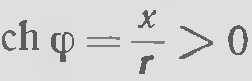 ch φ = x/r > 0